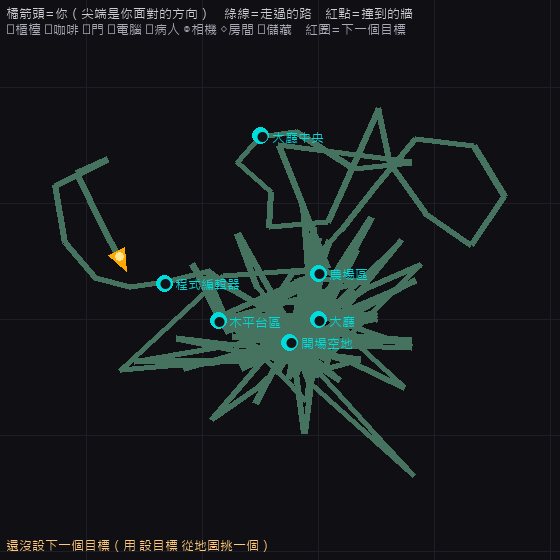 橘箭頭=你（尖端是你面對的方向）　綠線=走過的路　紅點=撞到的牆
櫃檯　咖啡　門　電腦　病人　相機　房間　儲藏　紅圈=下一個目標
大廳中央
農場區
程式編輯器
木平台區
大廳
開場空地
還沒設下一個目標（用 設目標 從地圖挑一個）